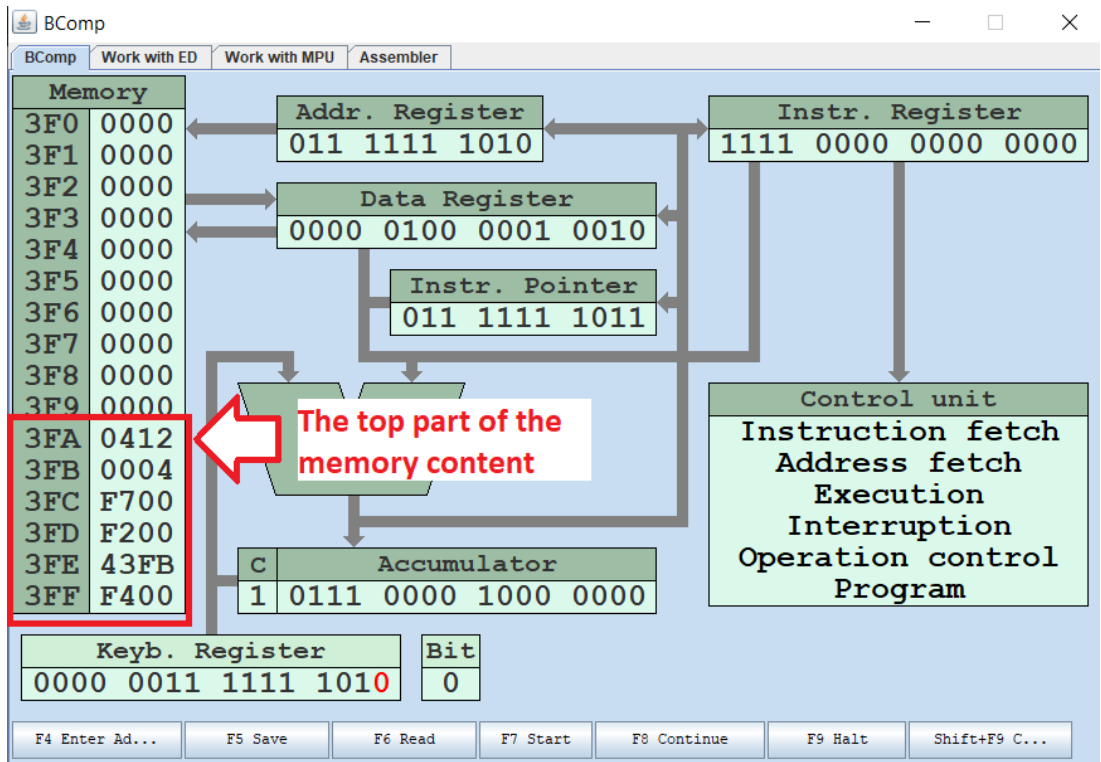 BComp
BComp Work with ED Work with MPU Assembler
Memory
3F0 0000
3F1 0000
3F2 0000
3F3 0000
3F4 0000
3F5 0000
3F6 0000
3F7 0000
3F8 0000
3F9 0000
3FA 0412
3FB 0004
3FC F700
3FD F200
3FE 43FB
3FF F400
Addr. Register
011 1111 1010
Instr. Register
1111 0000 0000 0000
Data Register
0000 0100 0001 0010
Instr. Pointer
011 1111 1011
The top part of the
memory content
Control unit
Instruction fetch
Address fetch
Execution
Interruption
Operation control
Program
C Accumulator
1 0111 0000 1000 0000
Keyb. Register
0000 0011 1111 1010
Bit
0
F4 Enter Ad... F5 Save F6 Read F7 Start F8 Continue F9 Halt Shift+F9 C...